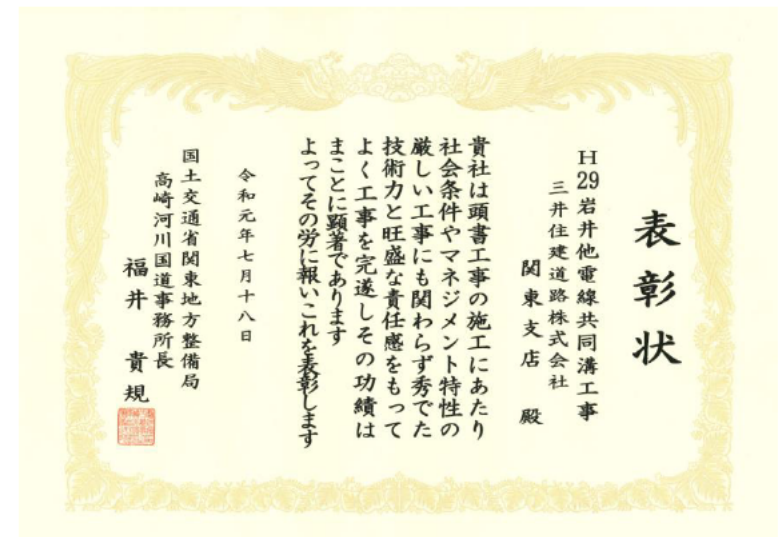 表彰状
H29岩井他電線共同溝工事
三井住建道路株式会社
関東支店 殿
貴社は頭書工事の施工にあたり
社会条件やマネジメント特性の
厳しい工事にも関わらず秀でた
技術力と旺盛な責任感をもって
よく工事を完遂しその功績は
まことに顕著であります
よってその労に報いこれを表彰します
令和元年七月十八日
国土交通省関東地方整備局
高崎河川国道事務所長
福井 貴規